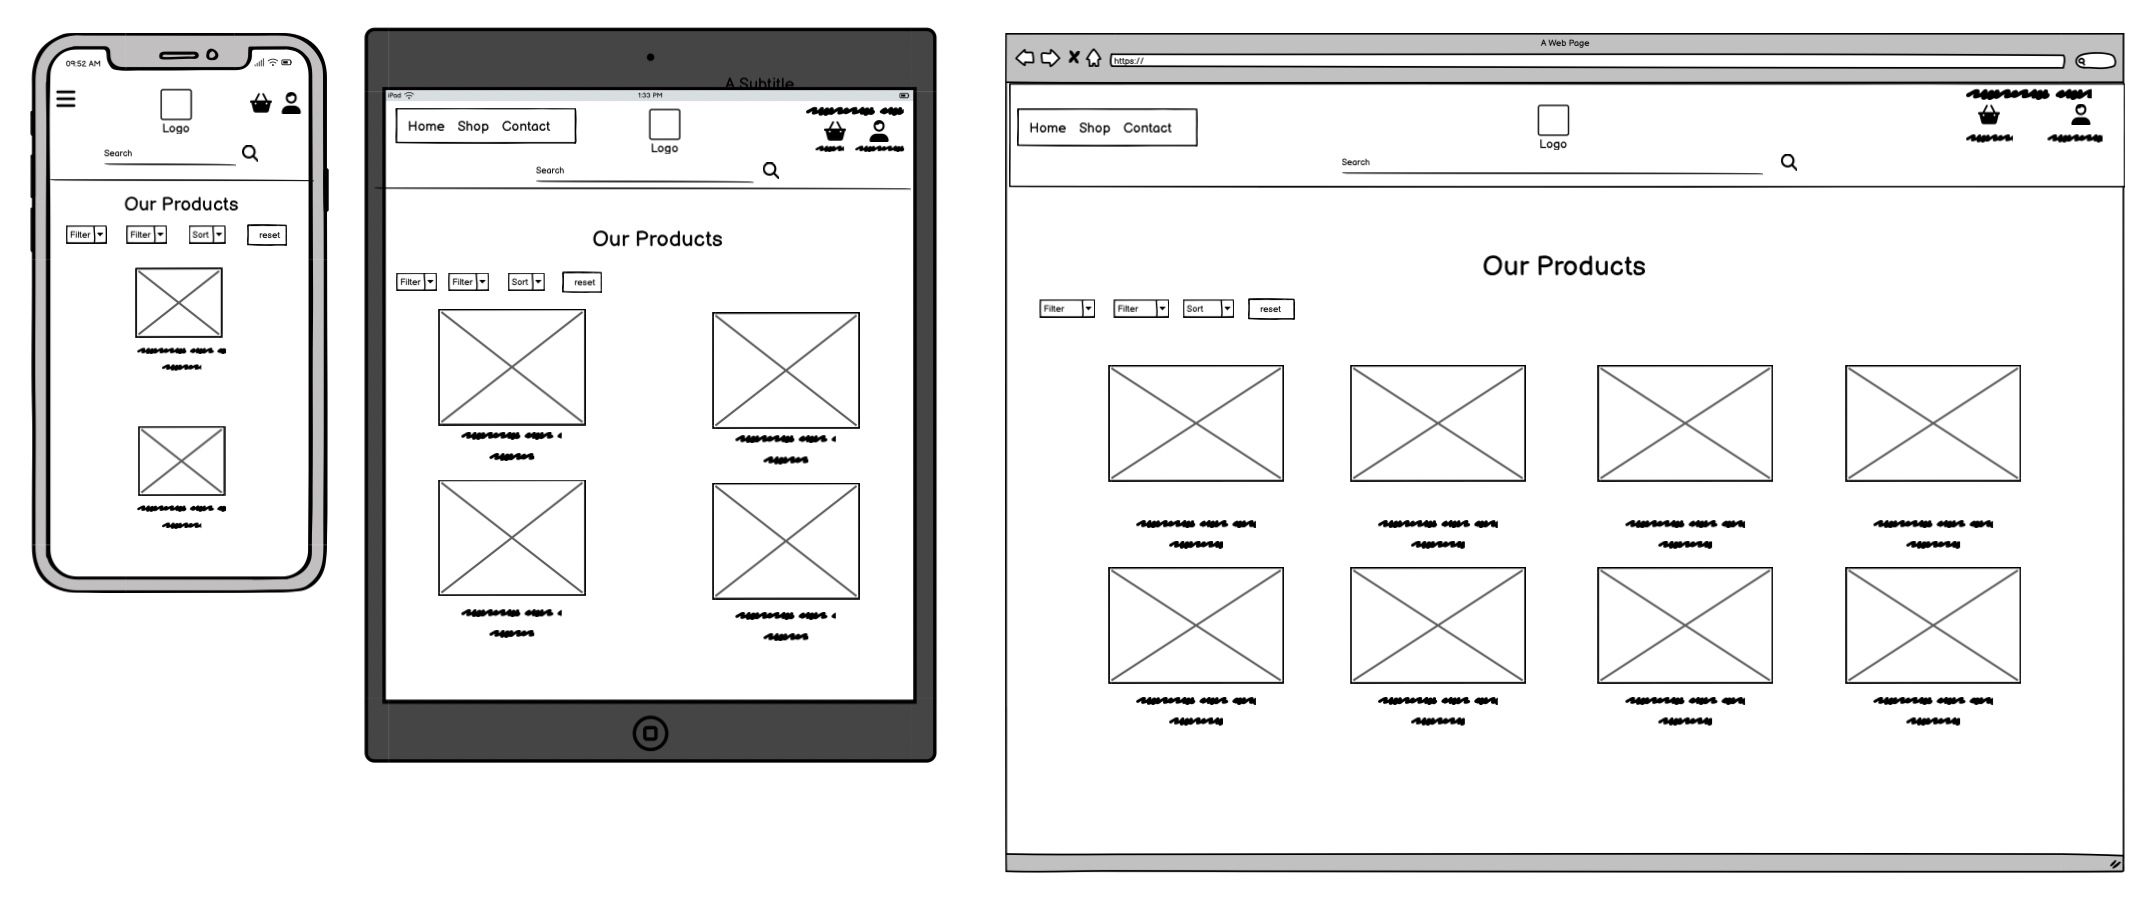 09:52 AM
Logo
Search
Our Products
Filter Filter Sort reset
A Subtitle
iPad 1:33 PM
Home Shop Contact
Logo
Search
Our Products
Filter Filter Sort reset
A Web Page
https://
Home Shop Contact
Logo
Search
Our Products
Filter Filter Sort reset